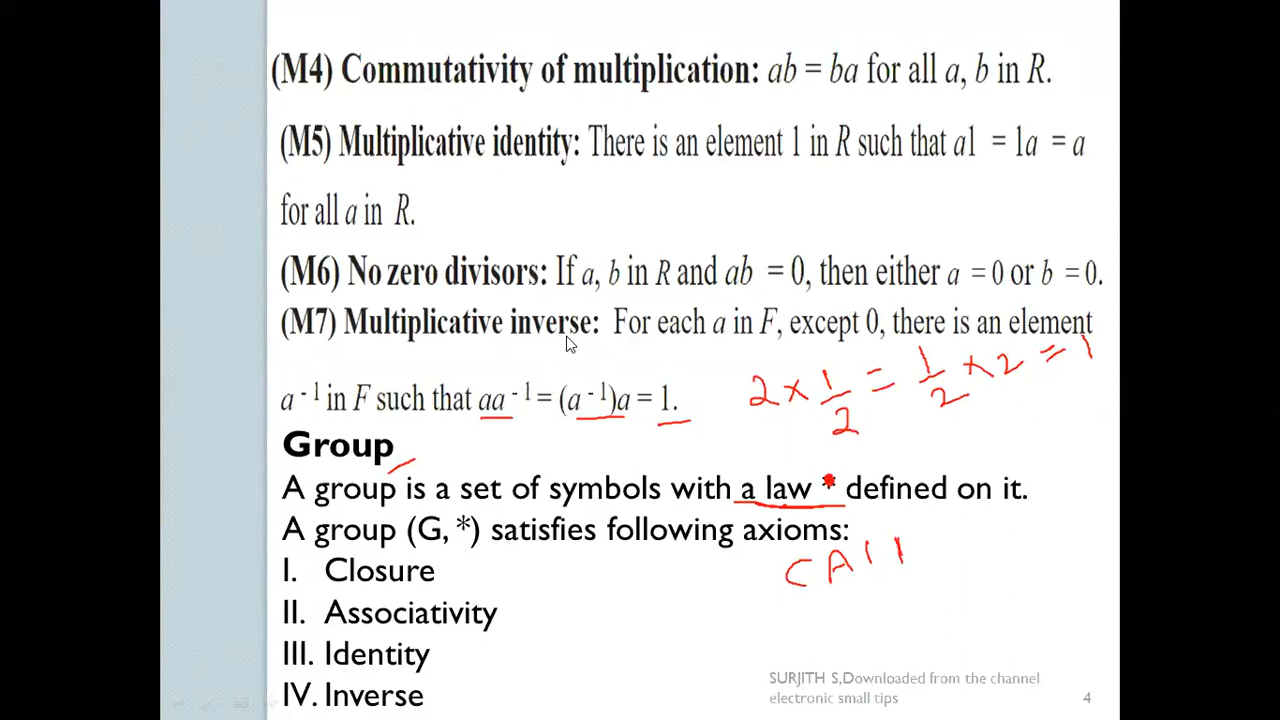 (M4) Commutativity of multiplication: ab = ba for all a, b in R.
(M5) Multiplicative identity: There is an element 1 in R such that a1 = 1a = a
for all a in R.
(M6) No zero divisors: If a, b in R and ab = 0, then either a = 0 or b = 0.
(M7) Multiplicative inverse: For each a in F, except 0, there is an element
a⁻¹ in F such that aa⁻¹ = (a⁻¹)a = 1.
2 × 1/2 = 1/2 × 2 = 1
Group
A group is a set of symbols with a law * defined on it.
A group (G, *) satisfies following axioms:
CAII
I. Closure
II. Associativity
III. Identity
IV. Inverse
SURJITH S,Downloaded from the channel
electronic small tips
4